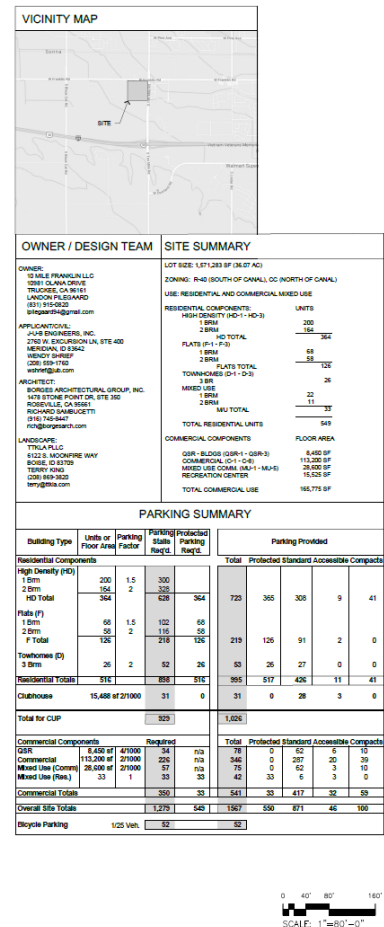 VICINITY MAP
SITE
OWNER / DESIGN TEAM
OWNER:
10 MILE FRANKLIN LLC
10981 OLANA DRIVE
TRUCKEE, CA 96161
LANDON PILEGAARD
(831) 915-0820
lpilegaard94@gmail.com
APPLICANT/CIVIL:
J-U-B ENGINEERS, INC.
2760 W. EXCURSION LN, STE 400
MERIDIAN, ID 83642
WENDY SHRIEF
(208) 559-1760
wshrief@jub.com
ARCHITECT:
BORGES ARCHITECTURAL GROUP, INC.
1478 STONE POINT DR, STE 350
ROSEVILLE, CA 95661
RICHARD SAMBUCETTI
(916) 745-8447
rich@borgesarch.com
LANDSCAPE:
TTKLA PLLC
5122 S. MOONFIRE WAY
BOISE, ID 83709
TERRY KING
(208) 869-3820
terry@ttkla.com
SITE SUMMARY
LOT SIZE: 1,571,283 SF (36.07 AC)
ZONING: R-40 (SOUTH OF CANAL), CC (NORTH OF CANAL)
USE: RESIDENTIAL AND COMMERCIAL MIXED USE
RESIDENTIAL COMPONENTS: UNITS
HIGH DENSITY (HD-1 - HD-3)
1 BRM 200
2 BRM 164
HD TOTAL 364
FLATS (F-1 - F-3)
1 BRM 68
2 BRM 58
FLATS TOTAL 126
TOWNHOMES (D-1 - D-3)
3 BR 26
MIXED USE
1 BRM 22
2 BRM 11
M/U TOTAL 33
TOTAL RESIDENTIAL UNITS 549
COMMERCIAL COMPONENTS FLOOR AREA
QSR - BLDGS (QSR-1 - QSR-3) 8,450 SF
COMMERCIAL (C-1 - C-8) 113,200 SF
MIXED USE COMM. (MU-1 - MU-5) 28,600 SF
RECREATION CENTER 15,525 SF
TOTAL COMMERCIAL USE 165,775 SF
PARKING SUMMARY
Building Type Units or Floor Area Parking Factor Parking Stalls Req'd. Protected Parking Req'd. Parking Provided
Residential Components Total Protected Standard Accessible Compacts
High Density (HD)
1 Brm 200 1.5 300
2 Brm 164 2 328
HD Total 364 628 364 723 365 308 9 41
Flats (F)
1 Brm 68 1.5 102 68
2 Brm 58 2 116 58
F Total 126 218 126 219 126 91 2 0
Towhomes (D)
3 Brm 26 2 52 26 53 26 27 0 0
Residential Totals 516 898 516 995 517 426 11 41
Clubhouse 15,488 sf 2/1000 31 0 31 0 28 3 0
Total for CUP 929 1,026
Commercial Components Required Total Protected Standard Accessible Compacts
QSR 8,450 sf 4/1000 34 n/a 78 0 62 6 10
Commercial 113,200 sf 2/1000 226 n/a 346 0 287 20 39
Mixed Use (Comm) 28,600 sf 2/1000 57 n/a 75 0 62 3 10
Mixed Use (Res.) 33 1 33 33 42 33 6 3 0
Commercial Totals 350 33 541 33 417 32 59
Overall Site Totals 1,279 549 1567 550 871 46 100
Bicycle Parking 1/25 Veh. 52 52
0 40' 80' 160'
SCALE: 1"=80'-0"